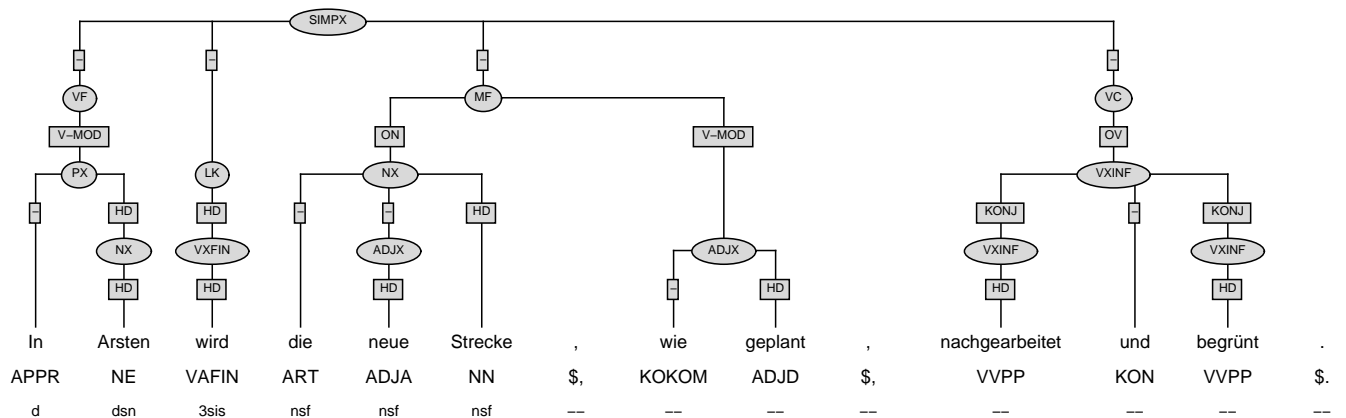 SIMPX
– – – –
VF MF VC
V–MOD ON V–MOD OV
PX LK NX VXINF
– HD HD – – HD KONJ – KONJ
NX VXFIN ADJX ADJX VXINF VXINF
HD HD HD – HD HD HD
In Arsten wird die neue Strecke , wie geplant , nachgearbeitet und begrünt .
APPR NE VAFIN ART ADJA NN $, KOKOM ADJD $, VVPP KON VVPP $.
d dsn 3sis nsf nsf nsf –– –– –– –– –– –– –– ––